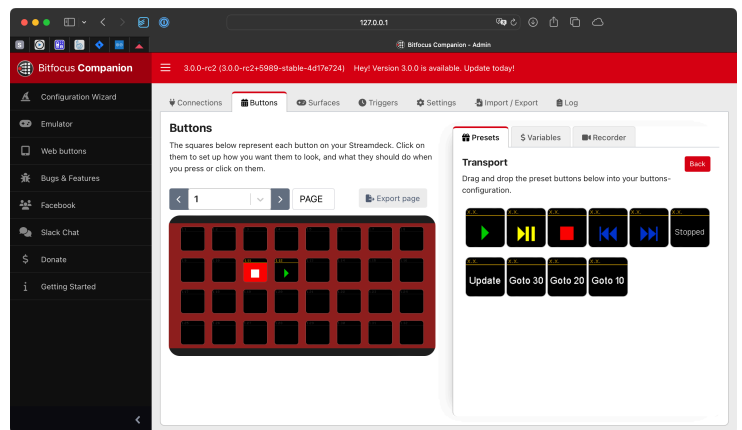 127.0.0.1
Bitfocus Companion - Admin
Bitfocus Companion
3.0.0-rc2 (3.0.0-rc2+5989-stable-4d17e724) Hey! Version 3.0.0 is available. Update today!
Configuration Wizard
Emulator
Web buttons
Bugs & Features
Facebook
Slack Chat
Donate
Getting Started
Connections
Buttons
Surfaces
Triggers
Settings
Import / Export
Log
Buttons
The squares below represent each button on your Streamdeck. Click on
them to set up how you want them to look, and what they should do when
you press or click on them.
1
PAGE
Export page
Presets
$ Variables
Recorder
Transport
Back
Drag and drop the preset buttons below into your buttons-
configuration.
X.X.
X.X.
X.X.
X.X.
X.X.
X.X.
Stopped
X.X.
X.X.
X.X.
X.X.
Update
Goto 30
Goto 20
Goto 10